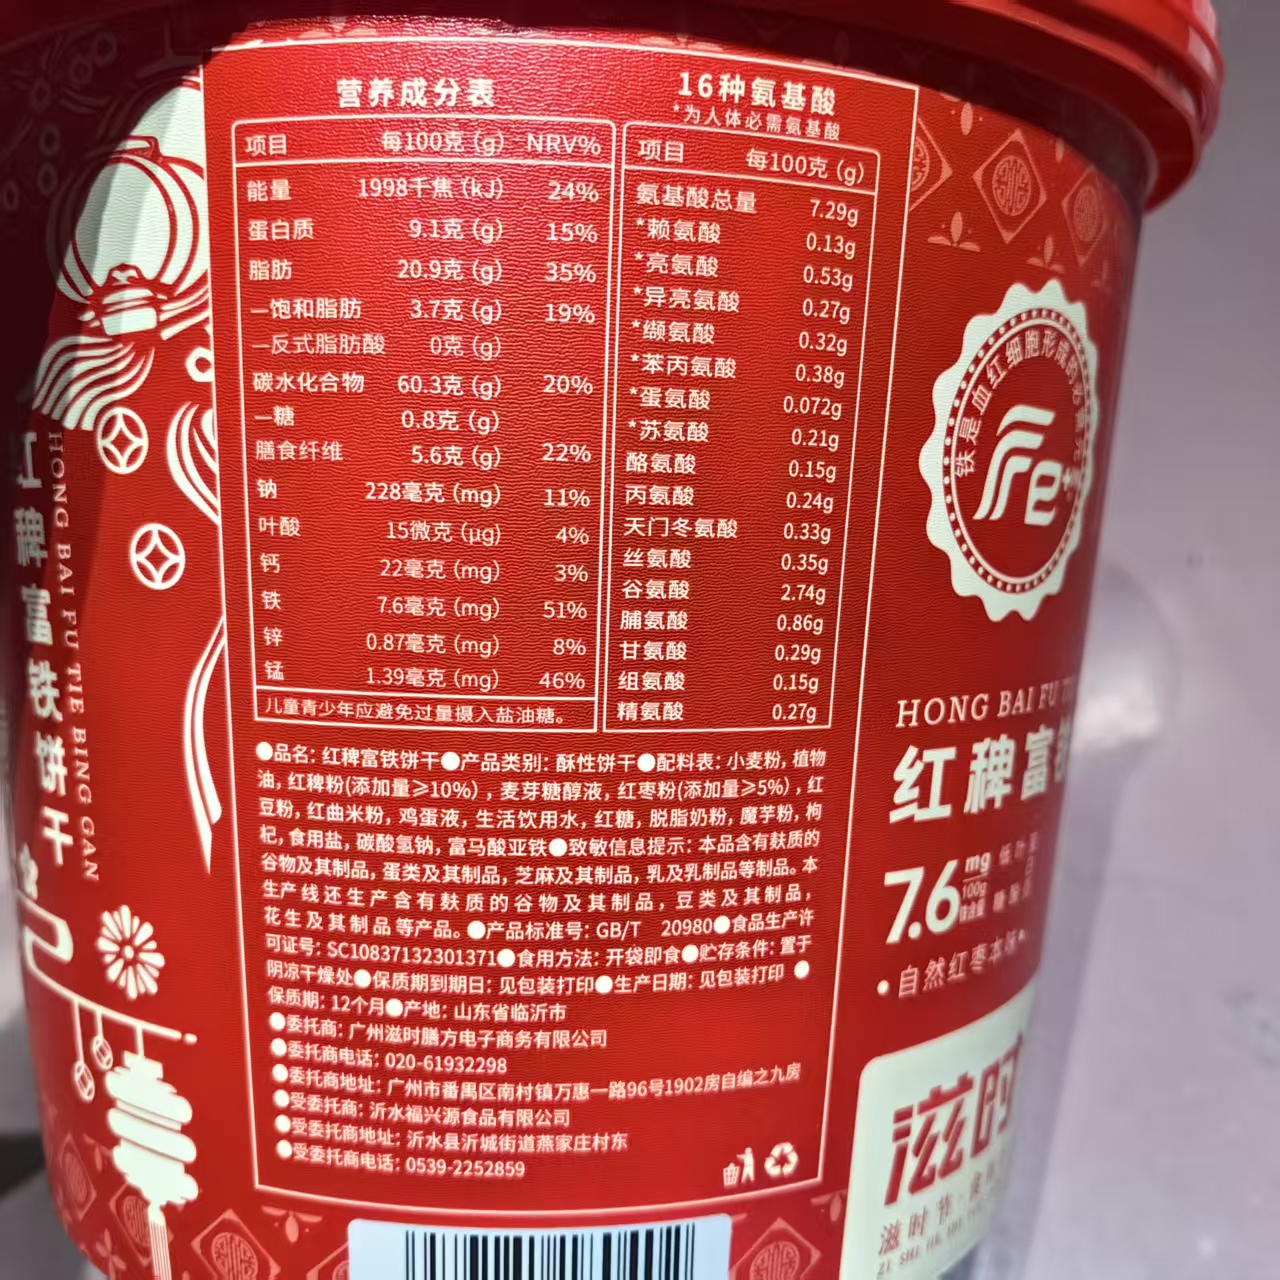 营养成分表
项目 每100克 (g) NRV%
能量 1998千焦 (kJ) 24%
蛋白质 9.1克 (g) 15%
脂肪 20.9克 (g) 35%
—饱和脂肪 3.7克 (g) 19%
—反式脂肪酸 0克 (g)
碳水化合物 60.3克 (g) 20%
—糖 0.8克 (g)
膳食纤维 5.6克 (g) 22%
钠 228毫克 (mg) 11%
叶酸 15微克 (μg) 4%
钙 22毫克 (mg) 3%
铁 7.6毫克 (mg) 51%
锌 0.87毫克 (mg) 8%
锰 1.39毫克 (mg) 46%
儿童青少年应避免过量摄入盐油糖。
16种氨基酸
*为人体必需氨基酸
项目 每100克 (g)
氨基酸总量 7.29g
*赖氨酸 0.13g
*亮氨酸 0.53g
*异亮氨酸 0.27g
*缬氨酸 0.32g
*苯丙氨酸 0.38g
*蛋氨酸 0.072g
*苏氨酸 0.21g
酪氨酸 0.15g
丙氨酸 0.24g
天门冬氨酸 0.33g
丝氨酸 0.35g
谷氨酸 2.74g
脯氨酸 0.86g
甘氨酸 0.29g
组氨酸 0.15g
精氨酸 0.27g
●品名: 红稗富铁饼干●产品类别: 酥性饼干●配料表: 小麦粉, 植物
油, 红稗粉(添加量≥10%) , 麦芽糖醇液, 红枣粉(添加量≥5%) , 红
豆粉, 红曲米粉, 鸡蛋液, 生活饮用水, 红糖, 脱脂奶粉, 魔芋粉, 枸
杞, 食用盐, 碳酸氢钠, 富马酸亚铁●致敏信息提示: 本品含有麸质的
谷物及其制品, 蛋类及其制品, 芝麻及其制品, 乳及乳制品等制品。本
生产线还生产含有麸质的谷物及其制品, 豆类及其制品,
花生及其制品等产品。●产品标准号: GB/T 20980●食品生产许
可证号: SC10837132301371●食用方法: 开袋即食●贮存条件: 置于
阴凉干燥处●保质期到期日: 见包装打印●生产日期: 见包装打印 ●
保质期: 12个月●产地: 山东省临沂市
●委托商: 广州滋时膳方电子商务有限公司
●委托商电话: 020-61932298
●委托商地址: 广州市番禺区南村镇万惠一路96号1902房自编之九房
●受委托商: 沂水福兴源食品有限公司
●受委托商地址: 沂水县沂城街道燕家庄村东
●受委托商电话: 0539-2252859
红稗富铁饼干
HONG BAI FU TIE BING GAN
铁是血红细胞形成的必需元素
Fe
HONG BAI FU
红稗富
7.6 mg
100g
• 自然红枣本味
滋时
滋时节·食